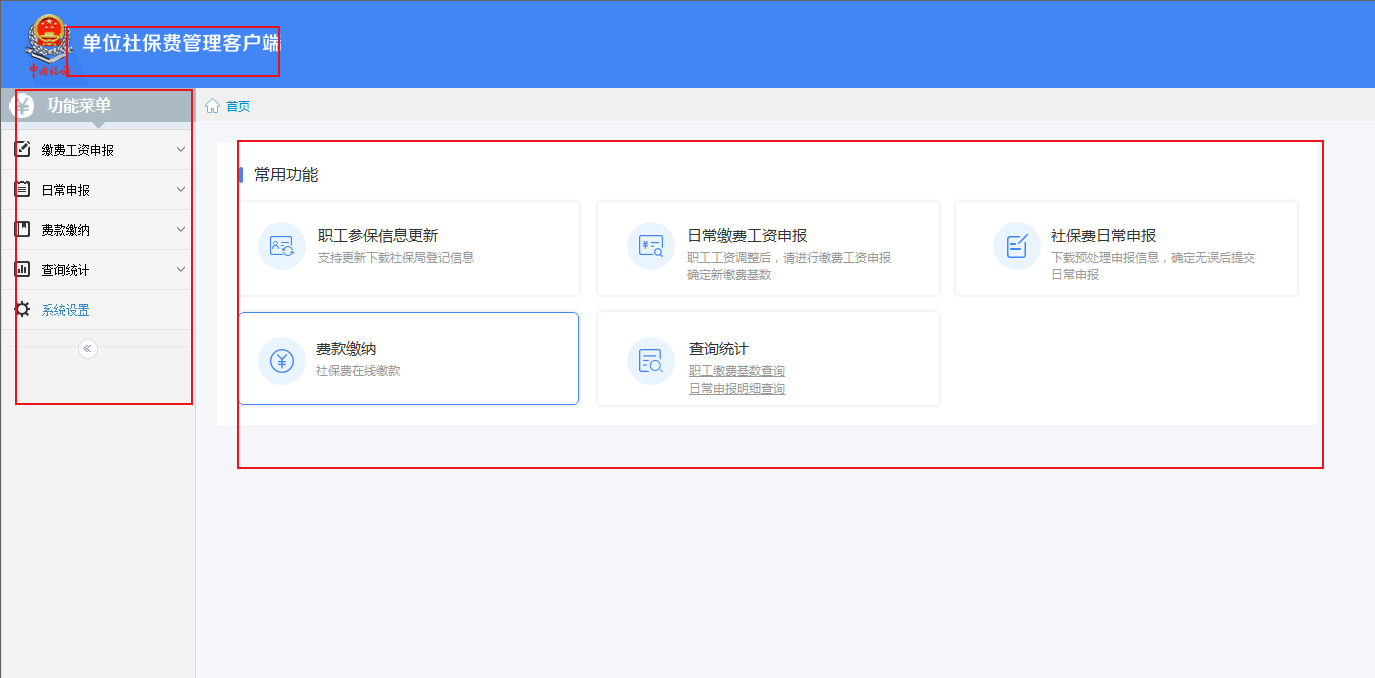 单位社保费管理客户端
中国税务
功能菜单
首页
缴费工资申报
日常申报
费款缴纳
查询统计
系统设置
常用功能
职工参保信息更新
支持更新下载社保局登记信息
日常缴费工资申报
职工工资调整后，请进行缴费工资申报
确定新缴费基数
社保费日常申报
下载预处理申报信息，确定无误后提交
日常申报
费款缴纳
社保费在线缴款
查询统计
职工缴费基数查询
日常申报明细查询